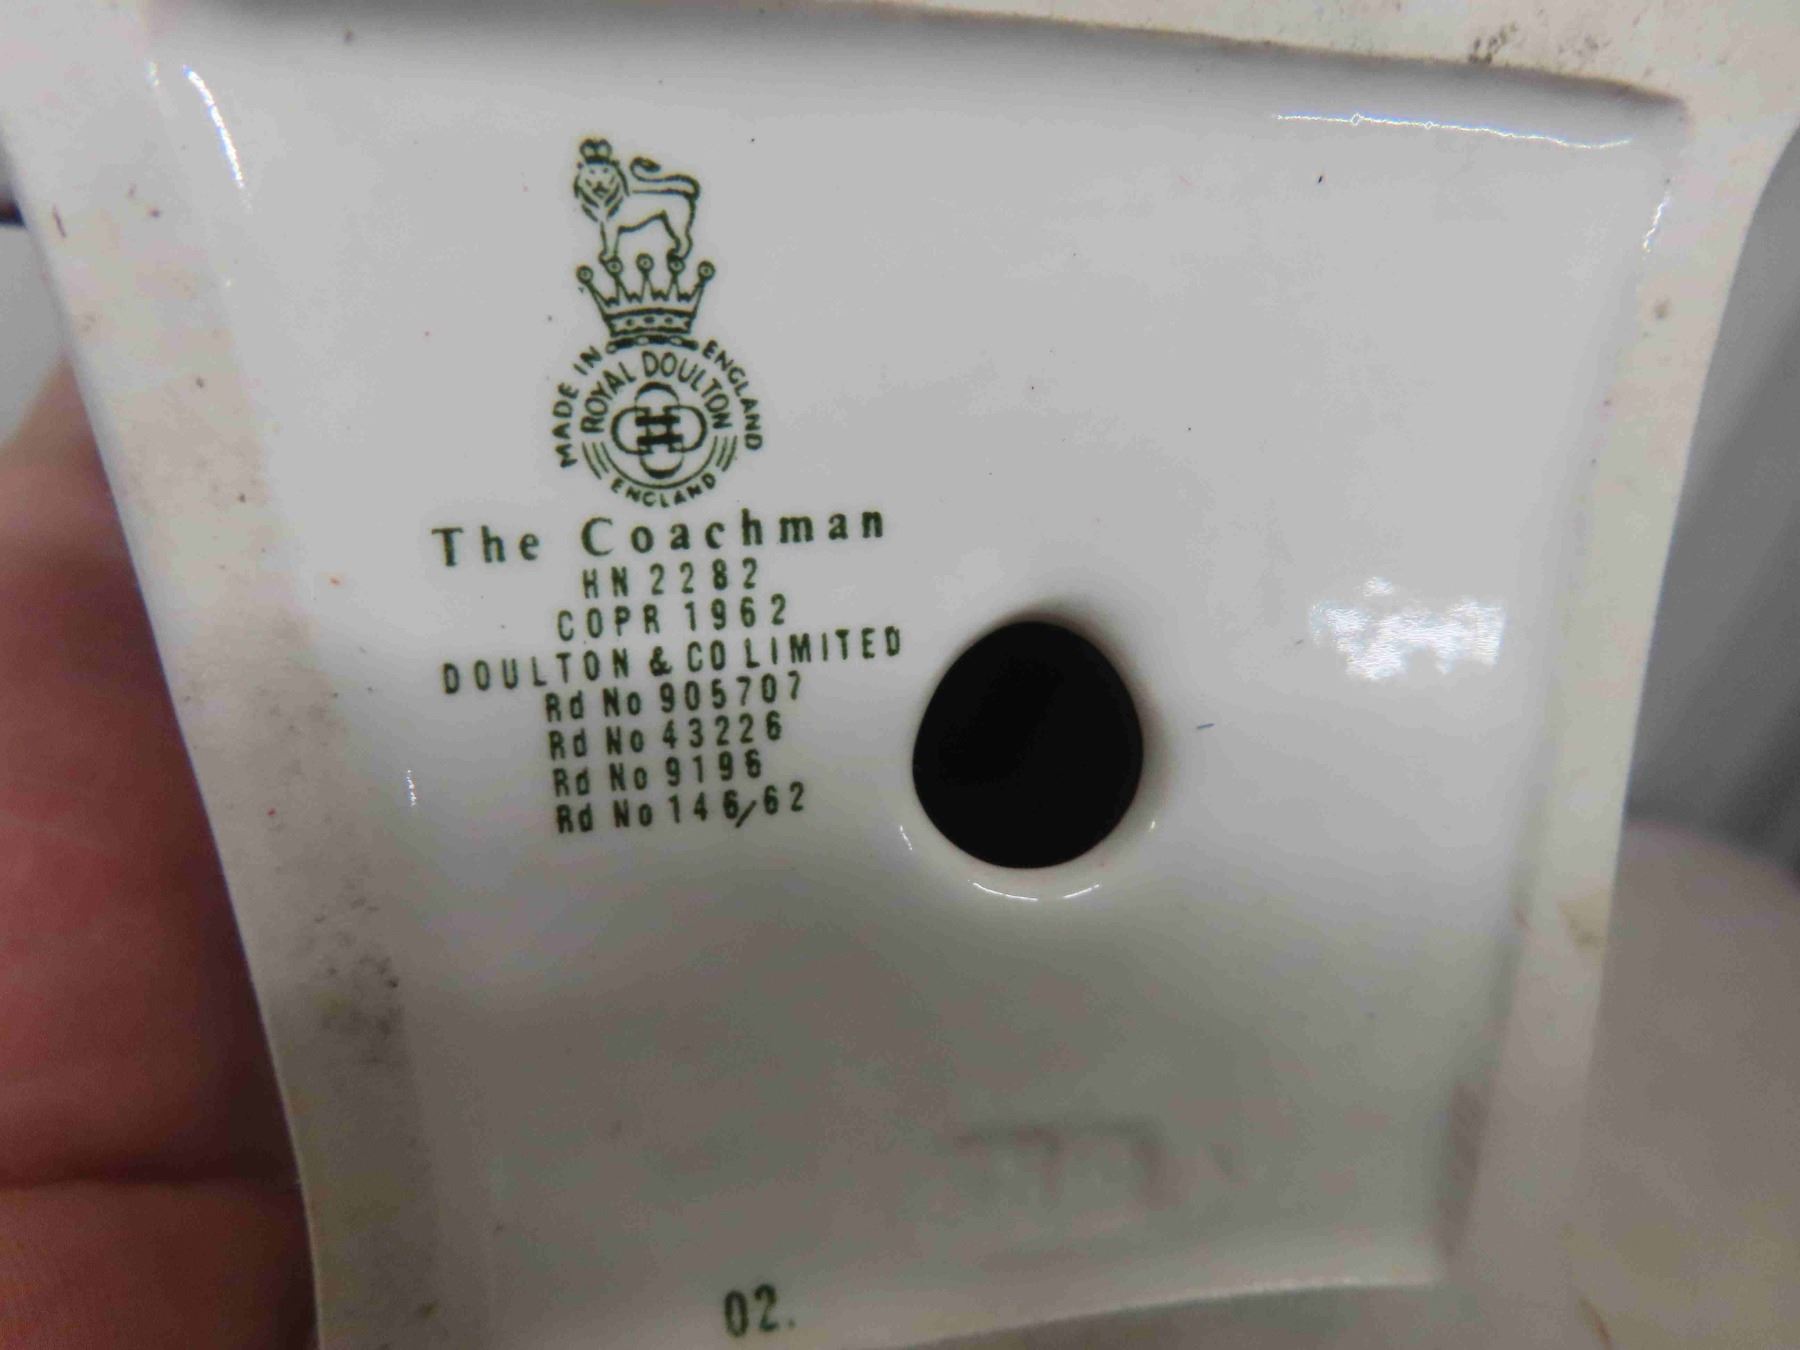 MADE IN ENGLAND
ROYAL DOULTON
ENGLAND
The Coachman
HN 2282
COPR 1962
DOULTON & CO LIMITED
Rd No 905707
Rd No 43226
Rd No 9196
Rd No 146/62
02.